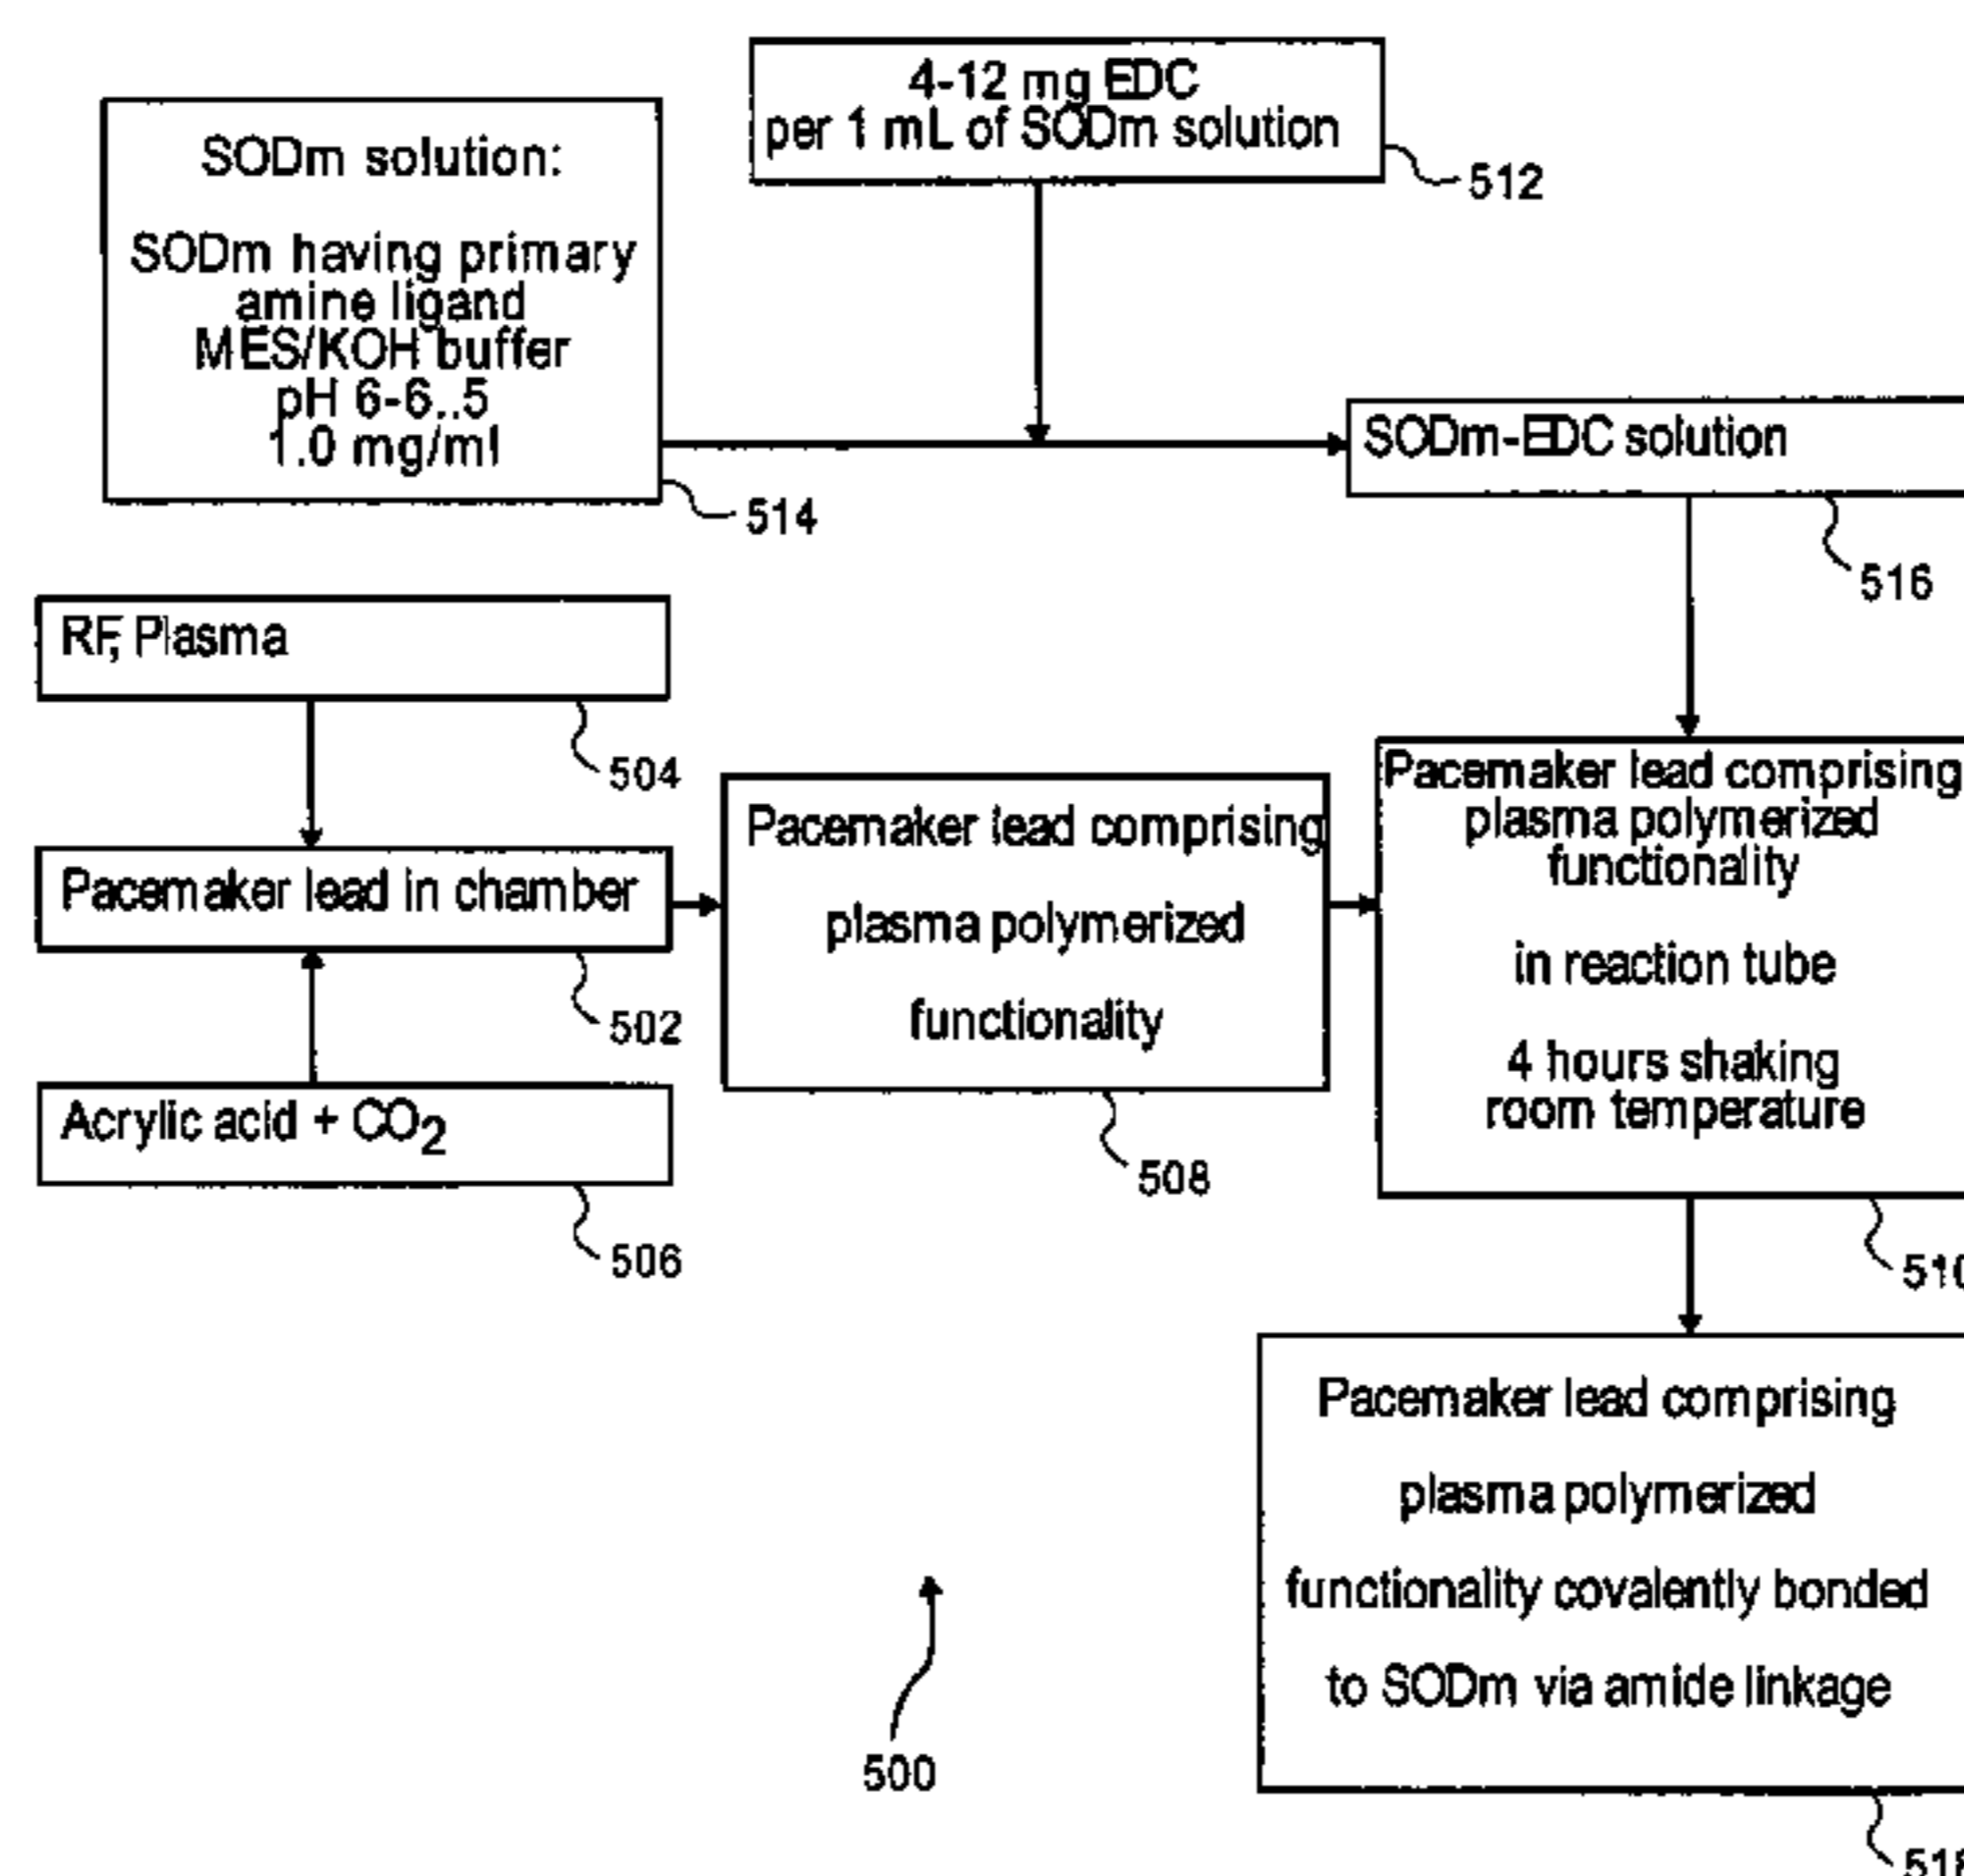 4-12 mg EDC
per 1 mL of SODm solution
512
SODm solution:
SODm having primary
amine ligand
MES/KOH buffer
pH 6-6..5
1.0 mg/ml
514
SODm-EDC solution
516
RF, Plasma
504
Pacemaker lead in chamber
502
Acrylic acid + CO2
506
Pacemaker lead comprising
plasma polymerized
functionality
508
Pacemaker lead comprising
plasma polymerized
functionality
in reaction tube
4 hours shaking
room temperature
510
Pacemaker lead comprising
plasma polymerized
functionality covalently bonded
to SODm via amide linkage
500